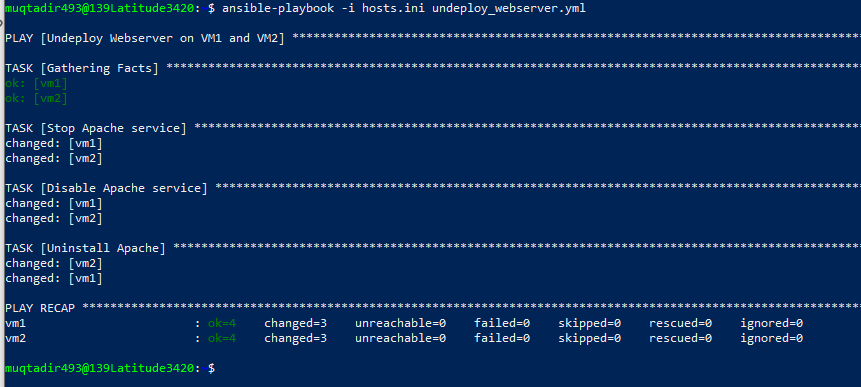 muqtadir493@139Latitude3420: $ ansible-playbook -i hosts.ini undeploy_webserver.yml
PLAY [Undeploy Webserver on VM1 and VM2] *********************************************************************************
TASK [Gathering Facts] ***************************************************************************************************
ok: [vm1]
ok: [vm2]
TASK [Stop Apache service] ***********************************************************************************************
changed: [vm1]
changed: [vm2]
TASK [Disable Apache service] ********************************************************************************************
changed: [vm1]
changed: [vm2]
TASK [Uninstall Apache] **************************************************************************************************
changed: [vm2]
changed: [vm1]
PLAY RECAP ***************************************************************************************************************
vm1 : ok=4 changed=3 unreachable=0 failed=0 skipped=0 rescued=0 ignored=0
vm2 : ok=4 changed=3 unreachable=0 failed=0 skipped=0 rescued=0 ignored=0
muqtadir493@139Latitude3420: $